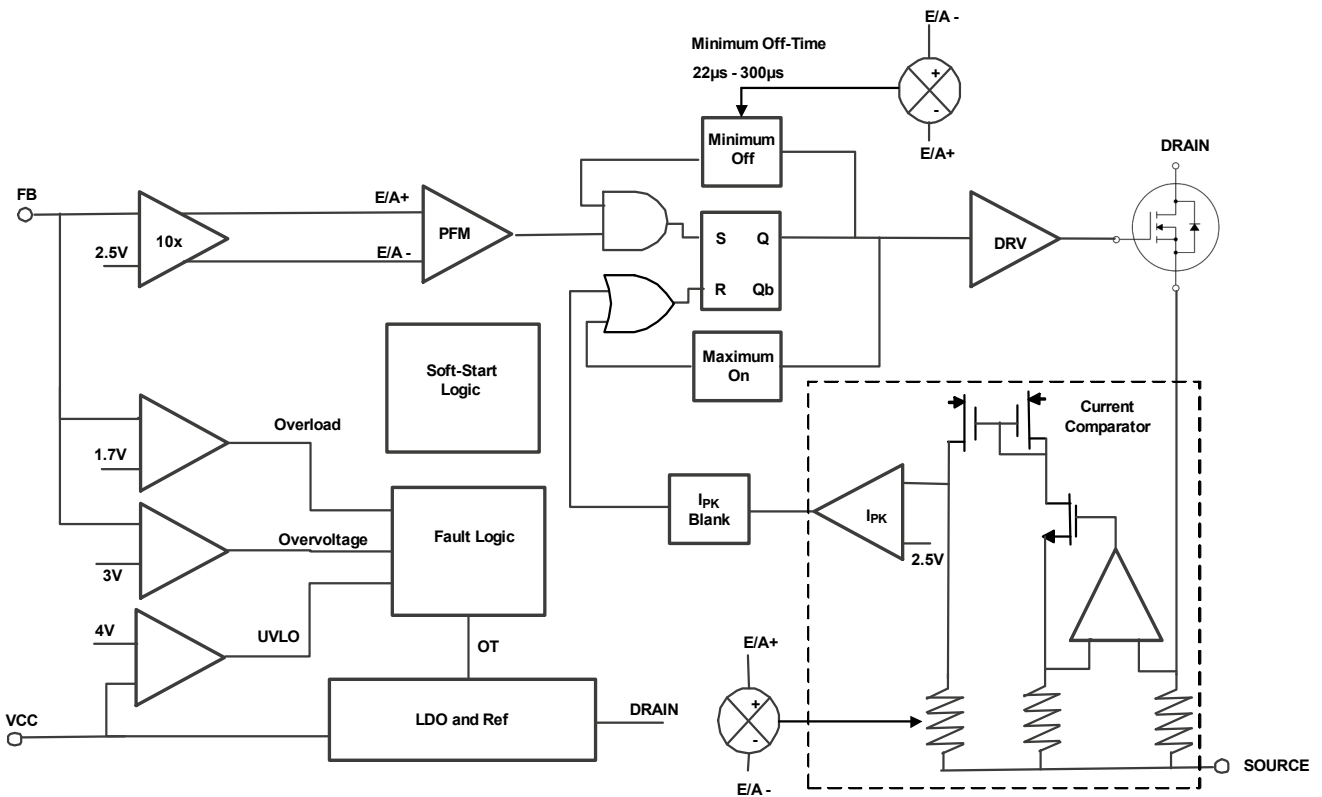 E/A -
Minimum Off-Time
22µs - 300µs
+
-
E/A+
Minimum
Off
DRAIN
FB
E/A+
10x
2.5V
E/A -
PFM
S
Q
R
Qb
DRV
Soft-Start
Logic
Maximum
On
Current
Comparator
Overload
1.7V
IPK
Blank
IPK
2.5V
Fault Logic
Overvoltage
3V
4V
UVLO
OT
E/A+
VCC
LDO and Ref
DRAIN
+
-
E/A -
SOURCE